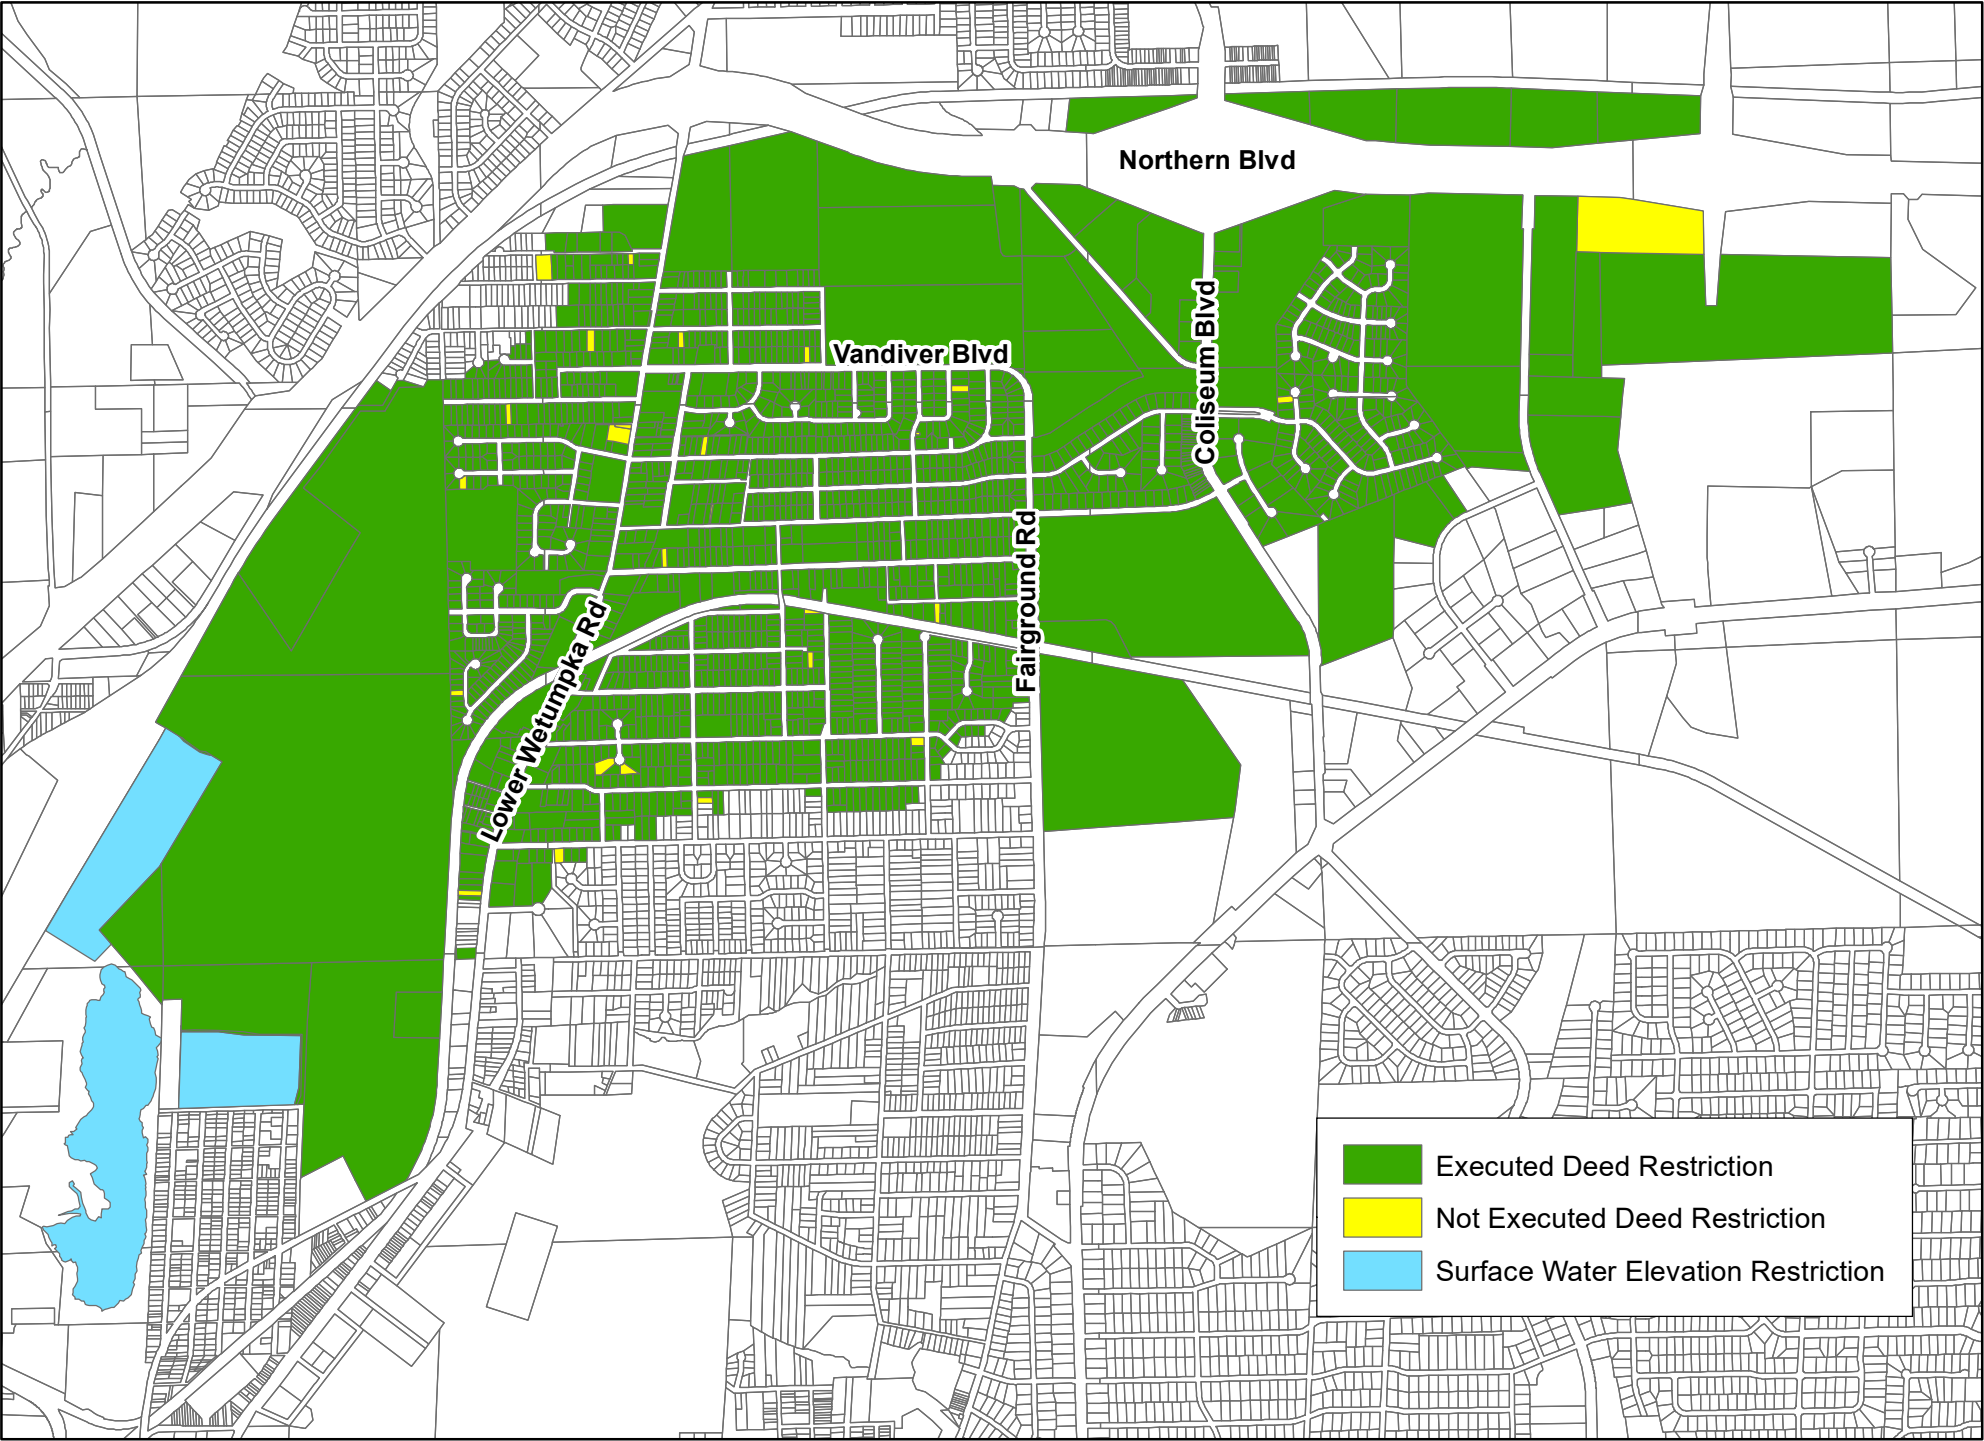 Northern Blvd
Vandiver Blvd
Coliseum Blvd
Fairground Rd
Lower Wetumpka Rd
Executed Deed Restriction
Not Executed Deed Restriction
Surface Water Elevation Restriction